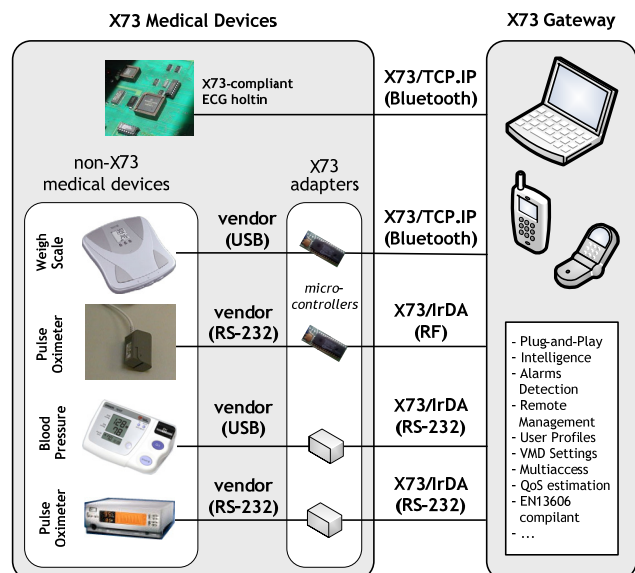 X73 Medical Devices
X73 Gateway
X73-compliant
ECG holtin
X73/TCP.IP
(Bluetooth)
non-X73
medical devices
X73
adapters
Weigh
Scale
vendor
(USB)
X73/TCP.IP
(Bluetooth)
micro-
controllers
Pulse
Oximeter
vendor
(RS-232)
X73/IrDA
(RF)
Blood
Pressure
vendor
(USB)
X73/IrDA
(RS-232)
Pulse
Oximeter
vendor
(RS-232)
X73/IrDA
(RS-232)
- Plug-and-Play
- Intelligence
- Alarms
Detection
- Remote
Management
- User Profiles
- VMD Settings
- Multiaccess
- QoS estimation
- EN13606
compilant
- ...